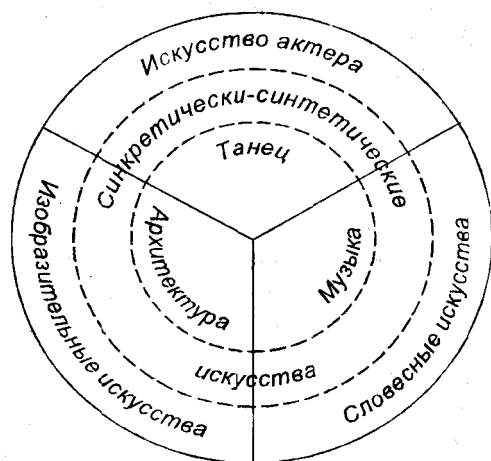 Искусство актера
Синкретически-синтетические
Танец
Изобразительные искусства
Архитектура
Музыка
Словесные искусства
искусства